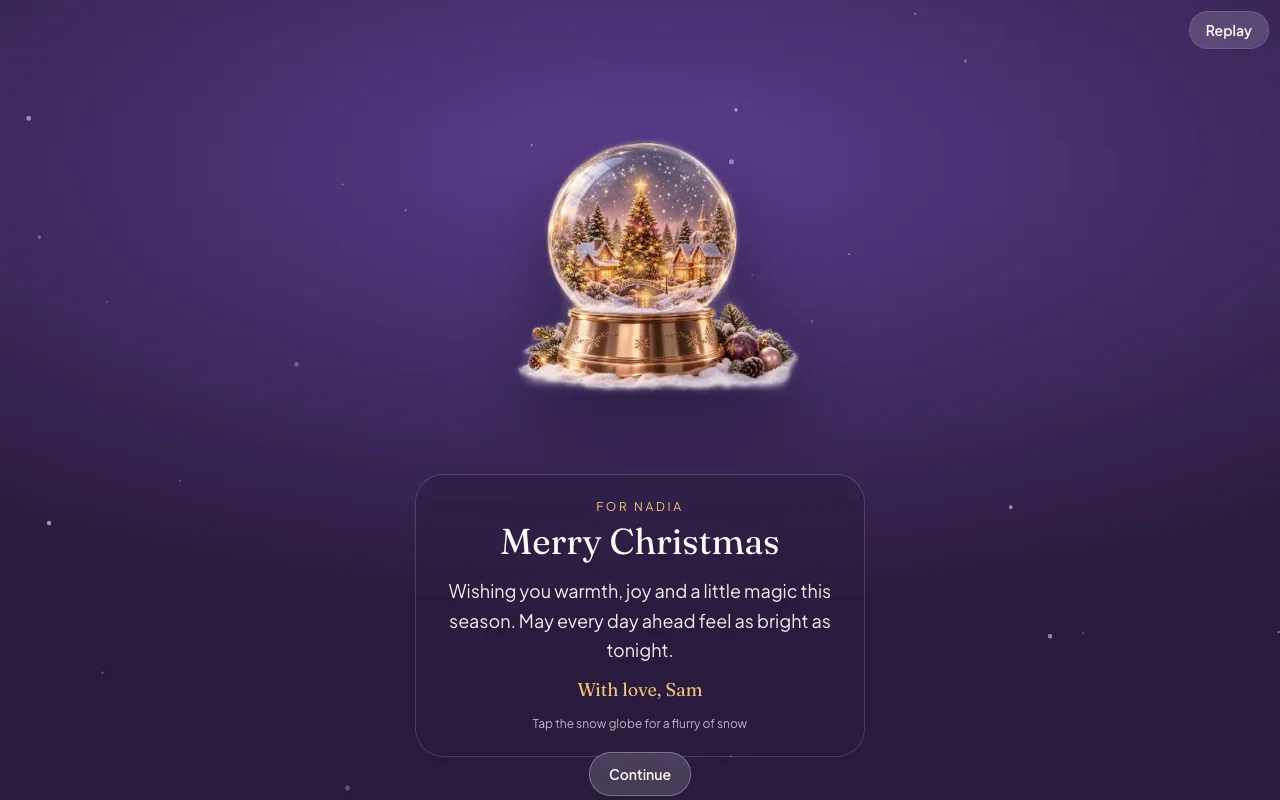 Replay
FOR NADIA
Merry Christmas
Wishing you warmth, joy and a little magic this
season. May every day ahead feel as bright as
tonight.
With love, Sam
Tap the snow globe for a flurry of snow
Continue